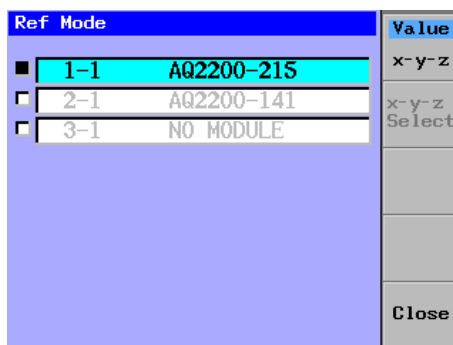 Ref Mode
1-1 AQ2200-215
2-1 AQ2200-141
3-1 NO MODULE
Value
x-y-z
x-y-z
Select
Close